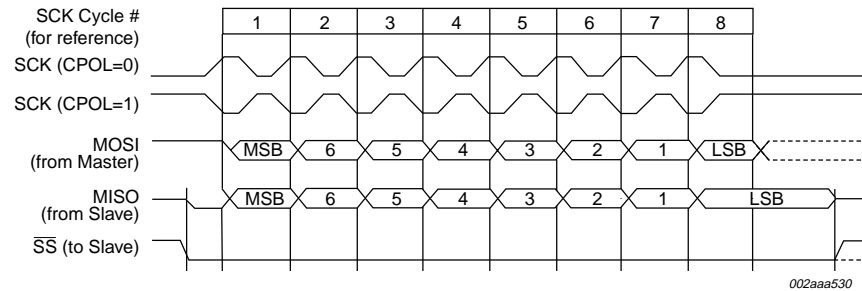 SCK Cycle # 1 2 3 4 5 6 7 8
(for reference)
SCK (CPOL=0)
SCK (CPOL=1)
MOSI MSB 6 5 4 3 2 1 LSB
(from Master)
MISO MSB 6 5 4 3 2 1 LSB
(from Slave)
SS (to Slave)
002aaa530